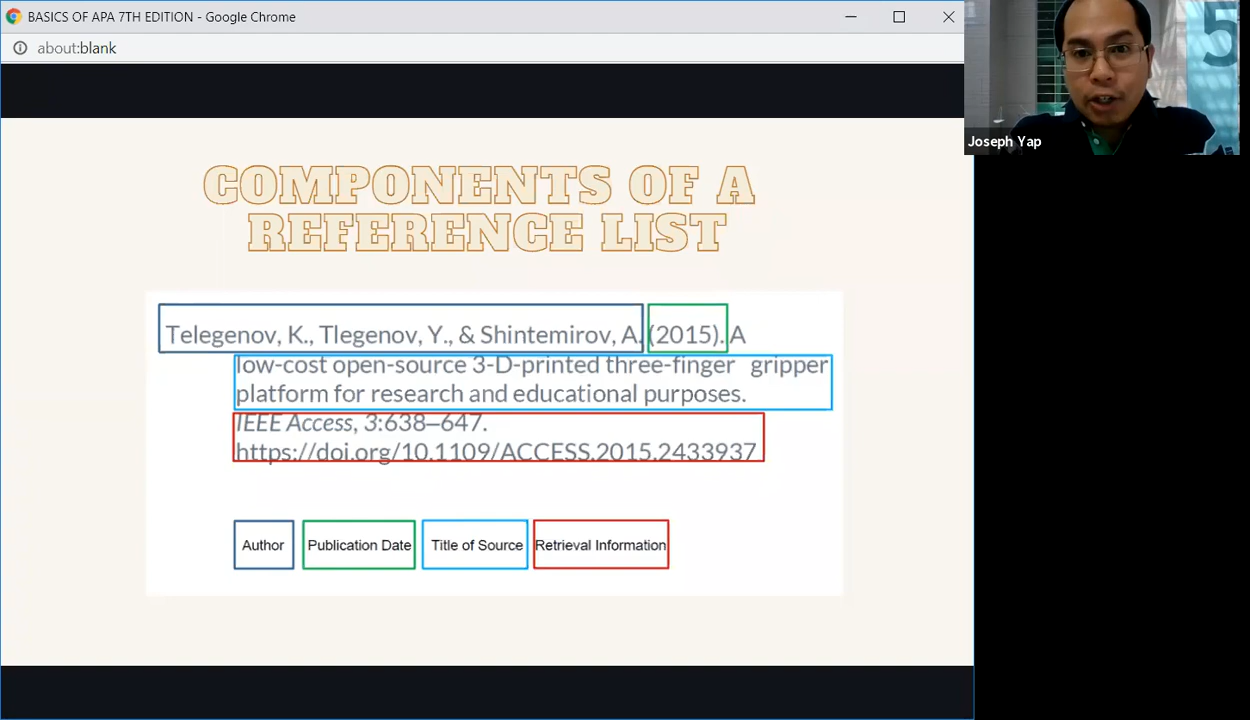 BASICS OF APA 7TH EDITION - Google Chrome
about:blank
Joseph Yap
5
COMPONENTS OF A
REFERENCE LIST
Telegenov, K., Tlegenov, Y., & Shintemirov, A. (2015). A
low-cost open-source 3-D-printed three-finger gripper
platform for research and educational purposes.
IEEE Access, 3:638–647.
https://doi.org/10.1109/ACCESS.2015.2433937
Author
Publication Date
Title of Source
Retrieval Information